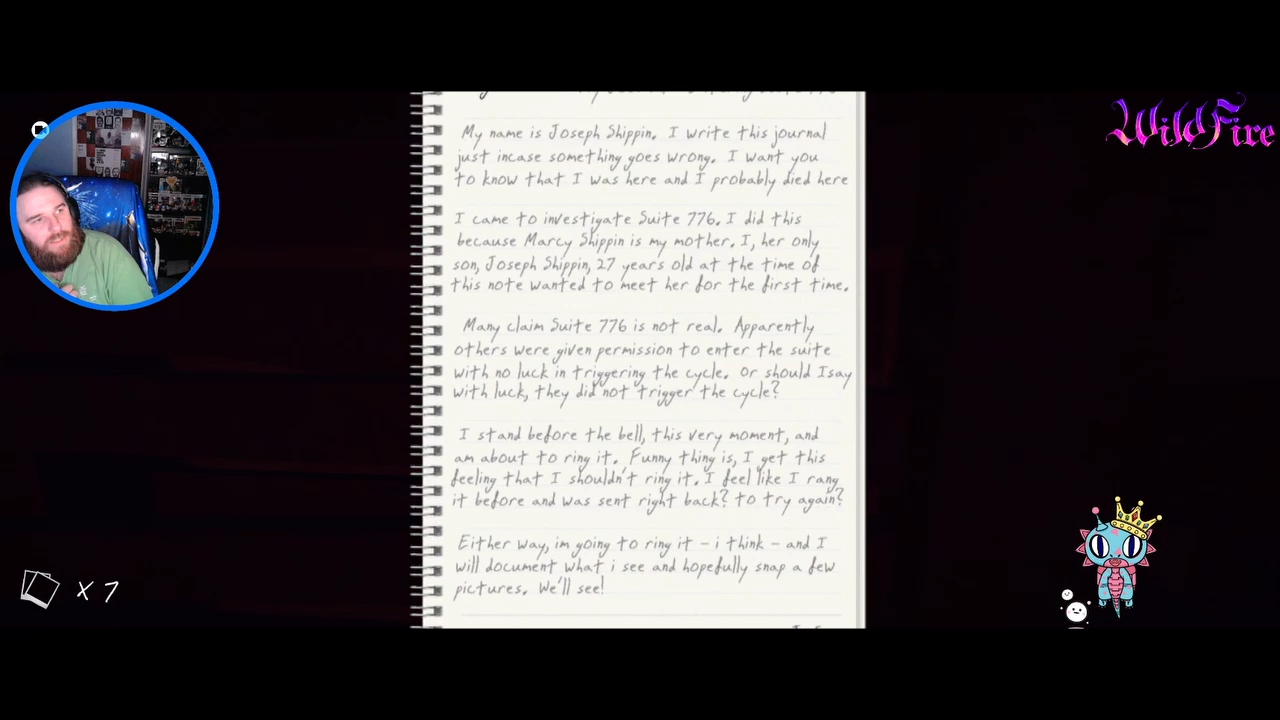 My name is Joseph Shippin. I write this journal
just incase something goes wrong. I want you
to know that I was here and I probably died here
I came to investigate Suite 776. I did this
because Marcy Shippin is my mother. I, her only
son, Joseph Shippin, 27 years old at the time of
this note wanted to meet her for the first time.
Many claim Suite 776 is not real. Apparently
others were given permission to enter the suite
with no luck in triggering the cycle. Or should I say
with luck, they did not trigger the cycle?
I stand before the bell, this very moment, and
am about to ring it. Funny thing is, I get this
feeling that I shouldn't ring it. I feel like I rang
it before and was sent right back? to try again?
Either way, im going to ring it - i think - and I
will document what i see and hopefully snap a few
pictures. We'll see!
WildFire
x 7